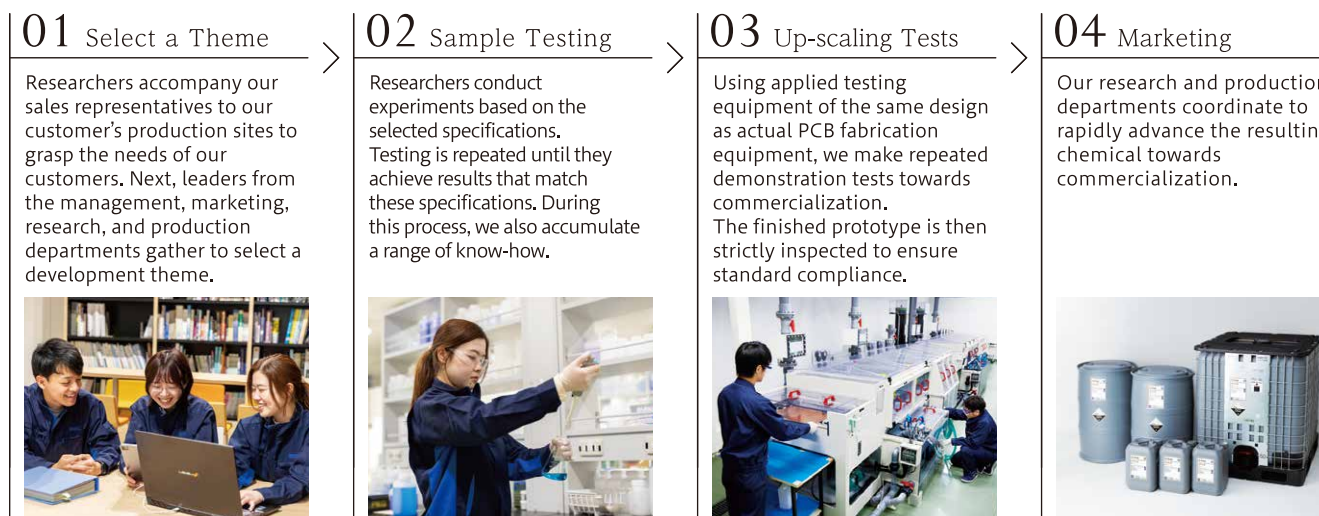 01 Select a Theme
Researchers accompany our
sales representatives to our
customer's production sites to
grasp the needs of our
customers. Next, leaders from
the management, marketing,
research, and production
departments gather to select a
development theme.
02 Sample Testing
Researchers conduct
experiments based on the
selected specifications.
Testing is repeated until they
achieve results that match
these specifications. During
this process, we also accumulate
a range of know-how.
03 Up-scaling Tests
Using applied testing
equipment of the same design
as actual PCB fabrication
equipment, we make repeated
demonstration tests towards
commercialization.
The finished prototype is then
strictly inspected to ensure
standard compliance.
04 Marketing
Our research and production
departments coordinate to
rapidly advance the resultin
chemical towards
commercialization.